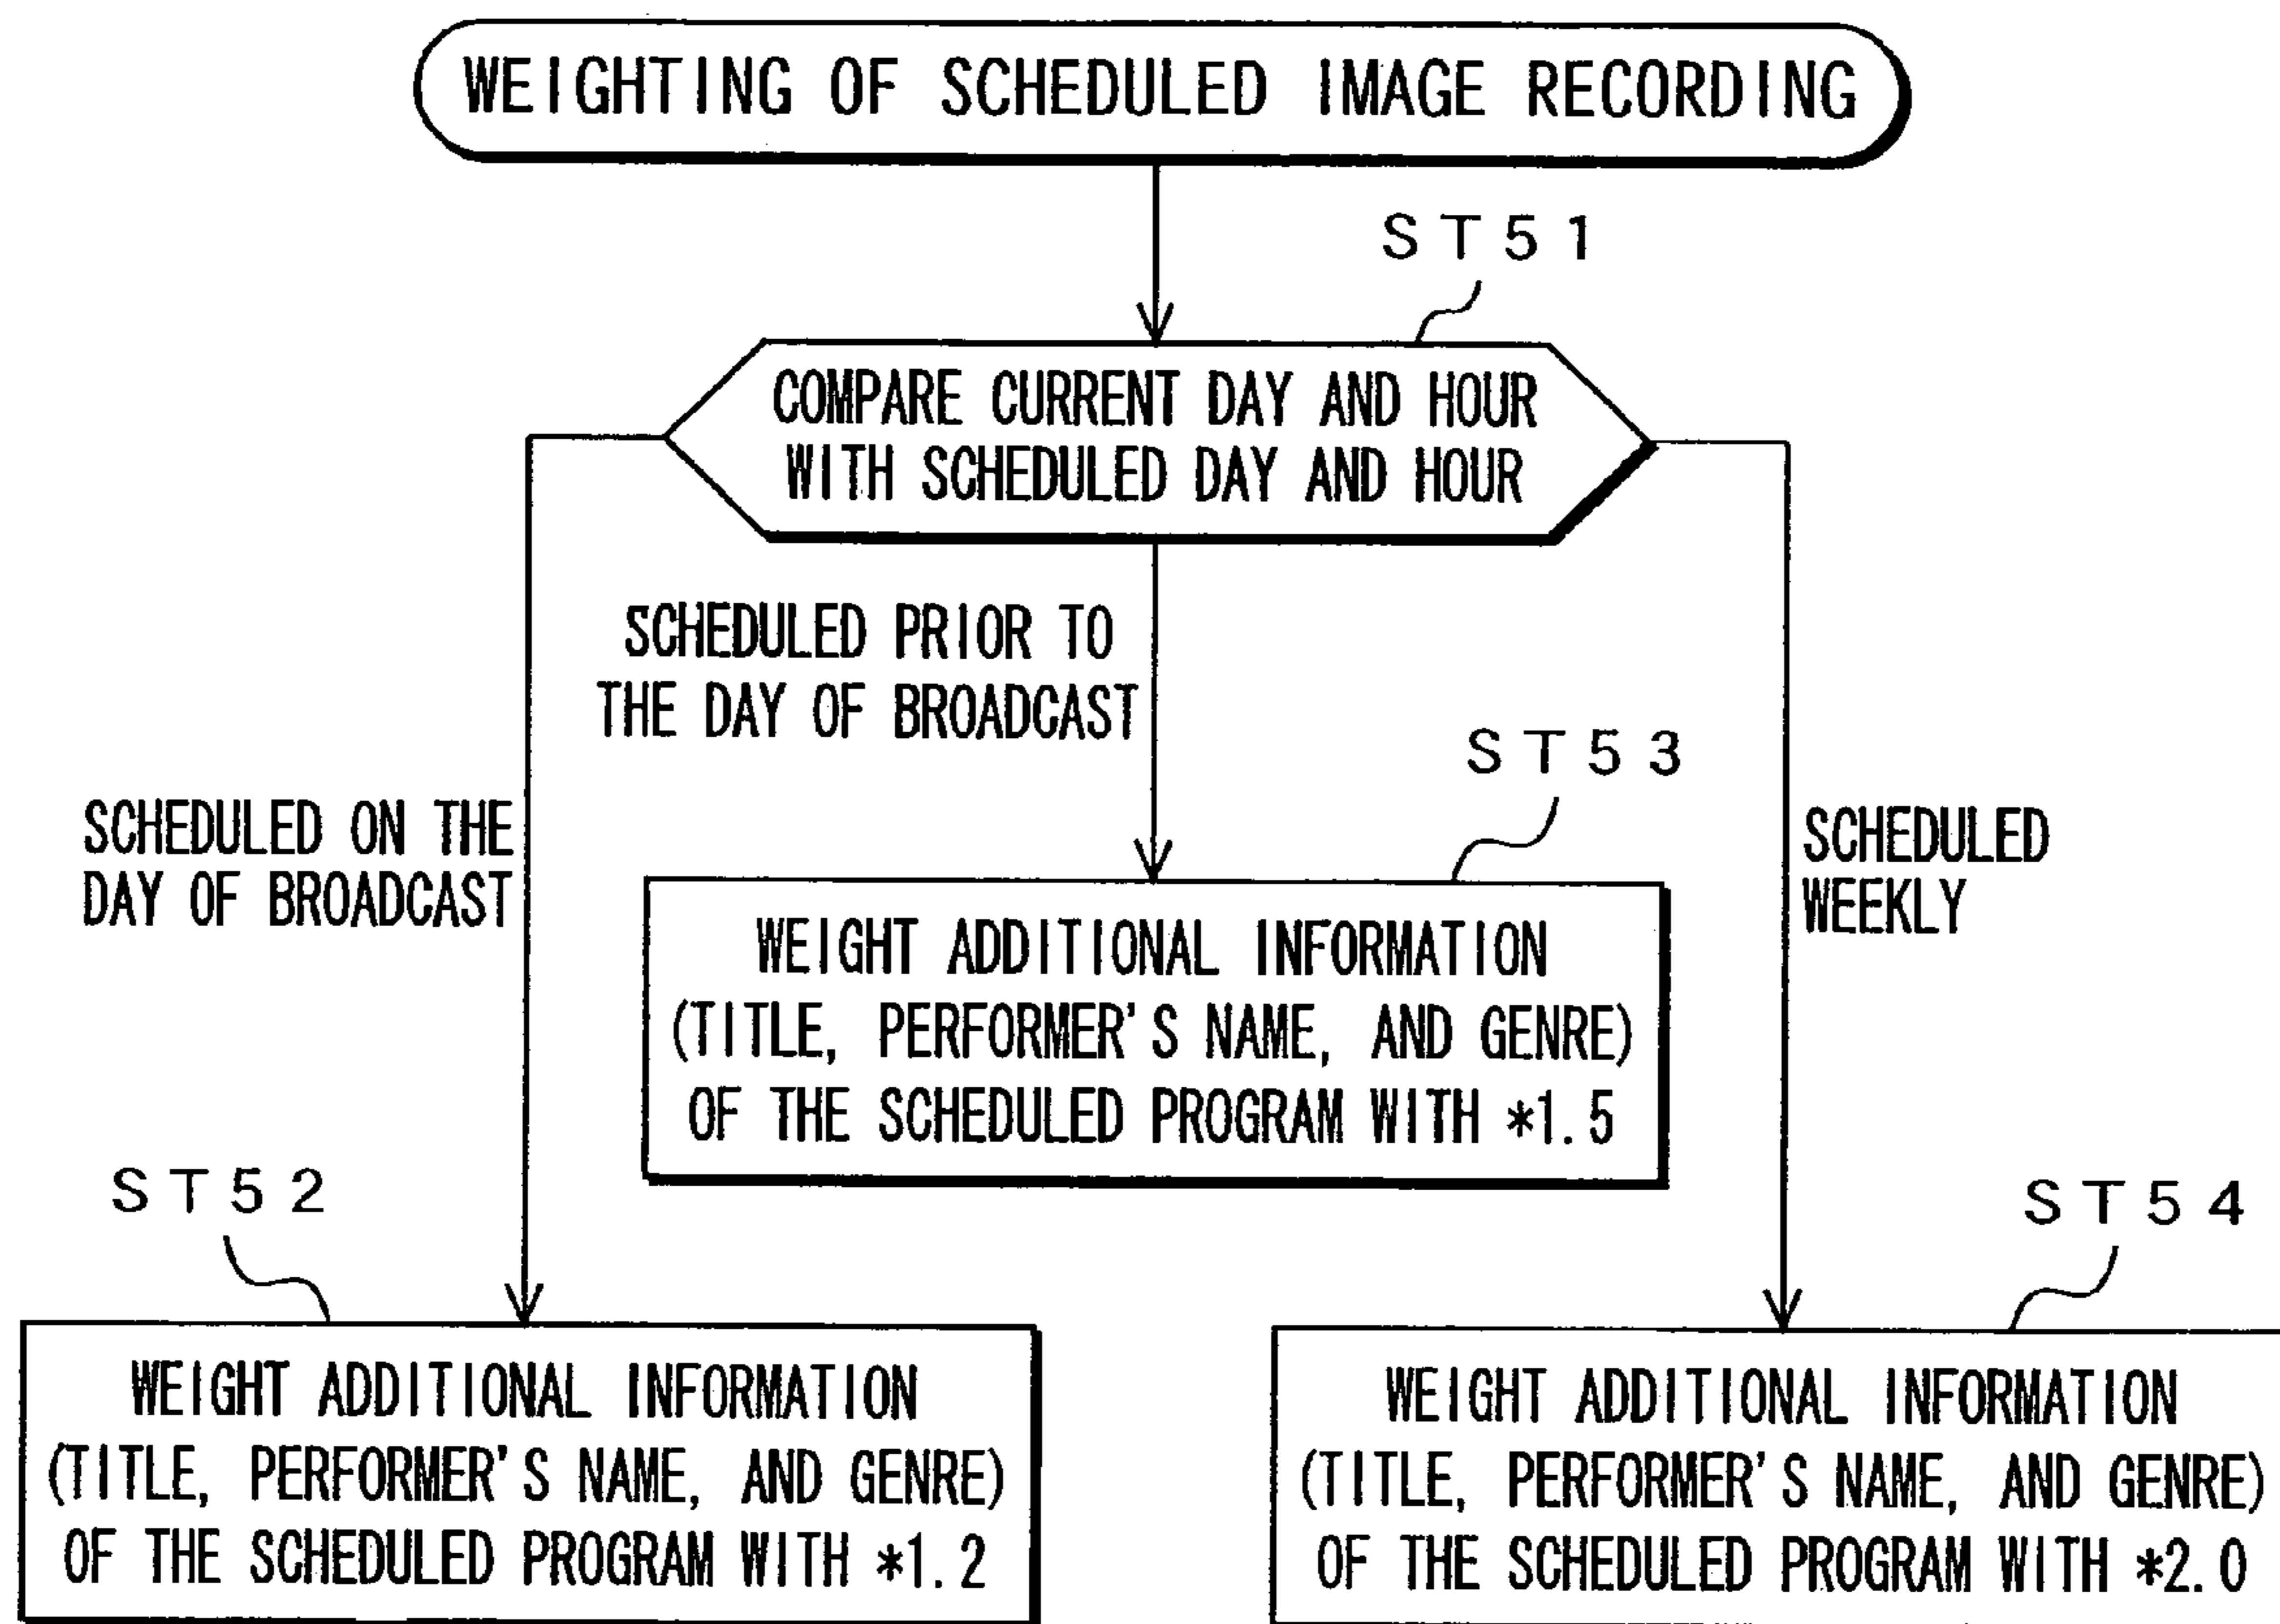 WEIGHTING OF SCHEDULED IMAGE RECORDING
ST51
COMPARE CURRENT DAY AND HOUR
WITH SCHEDULED DAY AND HOUR
SCHEDULED PRIOR TO
THE DAY OF BROADCAST
ST53
SCHEDULED ON THE
DAY OF BROADCAST
SCHEDULED
WEEKLY
WEIGHT ADDITIONAL INFORMATION
(TITLE, PERFORMER'S NAME, AND GENRE)
OF THE SCHEDULED PROGRAM WITH *1.5
ST52
ST54
WEIGHT ADDITIONAL INFORMATION
(TITLE, PERFORMER'S NAME, AND GENRE)
OF THE SCHEDULED PROGRAM WITH *1.2
WEIGHT ADDITIONAL INFORMATION
(TITLE, PERFORMER'S NAME, AND GENRE)
OF THE SCHEDULED PROGRAM WITH *2.0